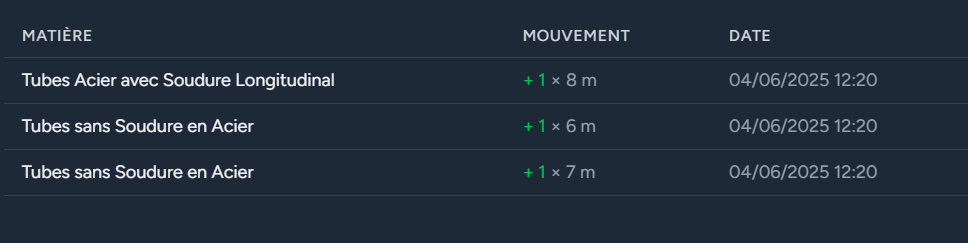 MATIÈRE MOUVEMENT DATE
Tubes Acier avec Soudure Longitudinal + 1 × 8 m 04/06/2025 12:20
Tubes sans Soudure en Acier + 1 × 6 m 04/06/2025 12:20
Tubes sans Soudure en Acier + 1 × 7 m 04/06/2025 12:20